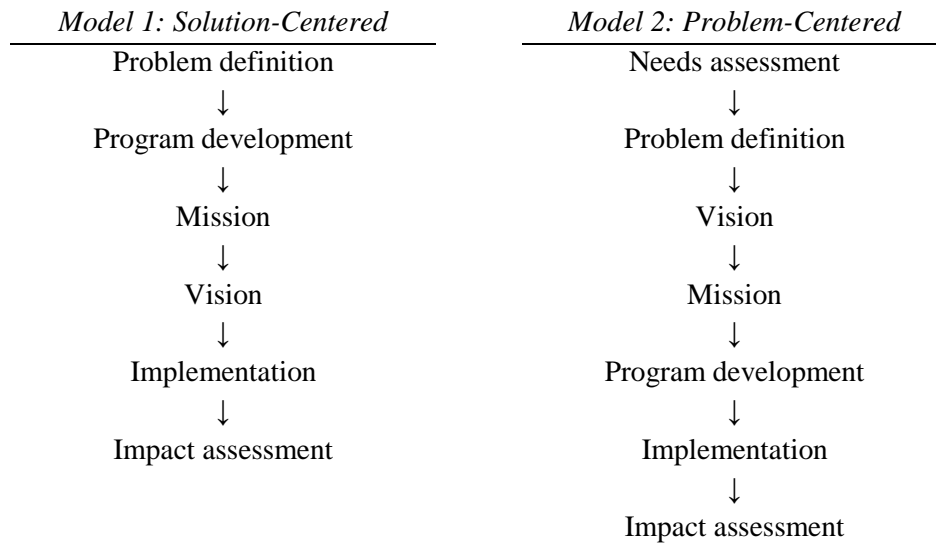 Model 1: Solution-Centered
Problem definition
↓
Program development
↓
Mission
↓
Vision
↓
Implementation
↓
Impact assessment
Model 2: Problem-Centered
Needs assessment
↓
Problem definition
↓
Vision
↓
Mission
↓
Program development
↓
Implementation
↓
Impact assessment